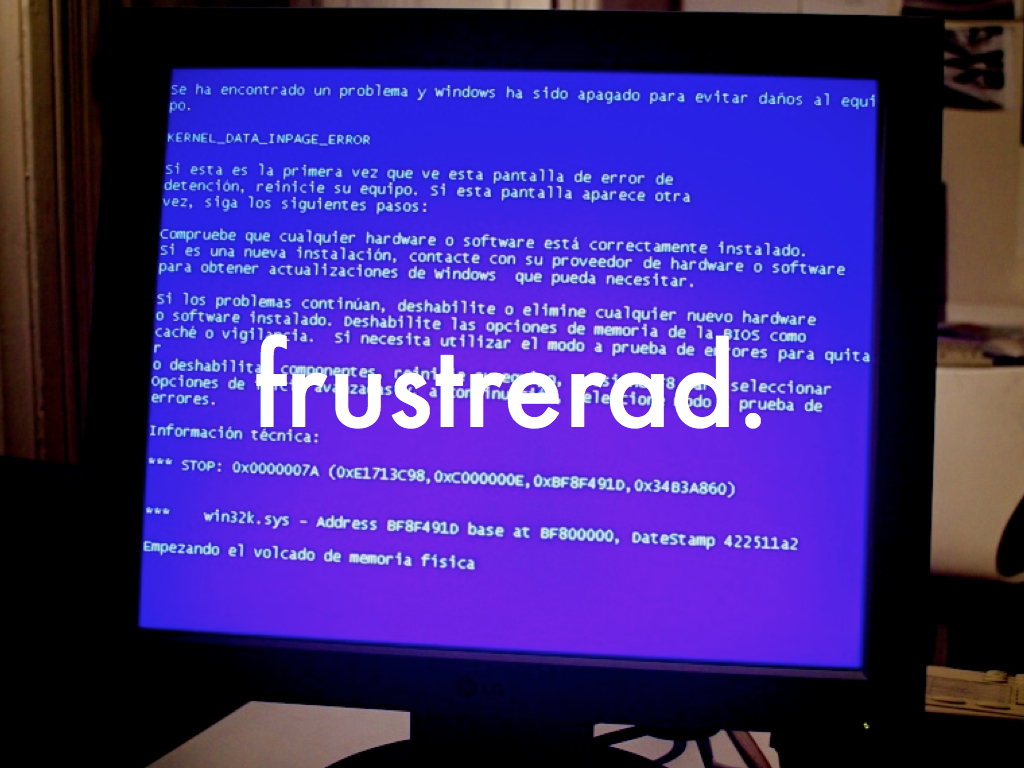 Se ha encontrado un problema y windows ha sido apagado para evitar daños al equi
po.
KERNEL_DATA_INPAGE_ERROR
Si esta es la primera vez que ve esta pantalla de error de
detención, reinicie su equipo. Si esta pantalla aparece otra
vez, siga los siguientes pasos:
Compruebe que cualquier hardware o software está correctamente instalado.
Si es una nueva instalación, contacte con su proveedor de hardware o software
para obtener actualizaciones de Windows que pueda necesitar.
Si los problemas continúan, deshabilite o elimine cualquier nuevo hardware
o software instalado. Deshabilite las opciones de memoria de la BIOS como
caché o vigilancia. Si necesita utilizar el modo a prueba de errores para quita
r
o deshabilitar componentes, seleccionar
frustrerad.
opciones de prueba de
errores.
Información técnica:
*** STOP: 0x0000007A (0xE1713C98,0xC000000E,0xBF8F491D,0x34B3A860)
*** win32k.sys - Address BF8F491D base at BF800000, DateStamp 422511a2
Empezando el volcado de memoria física
LG